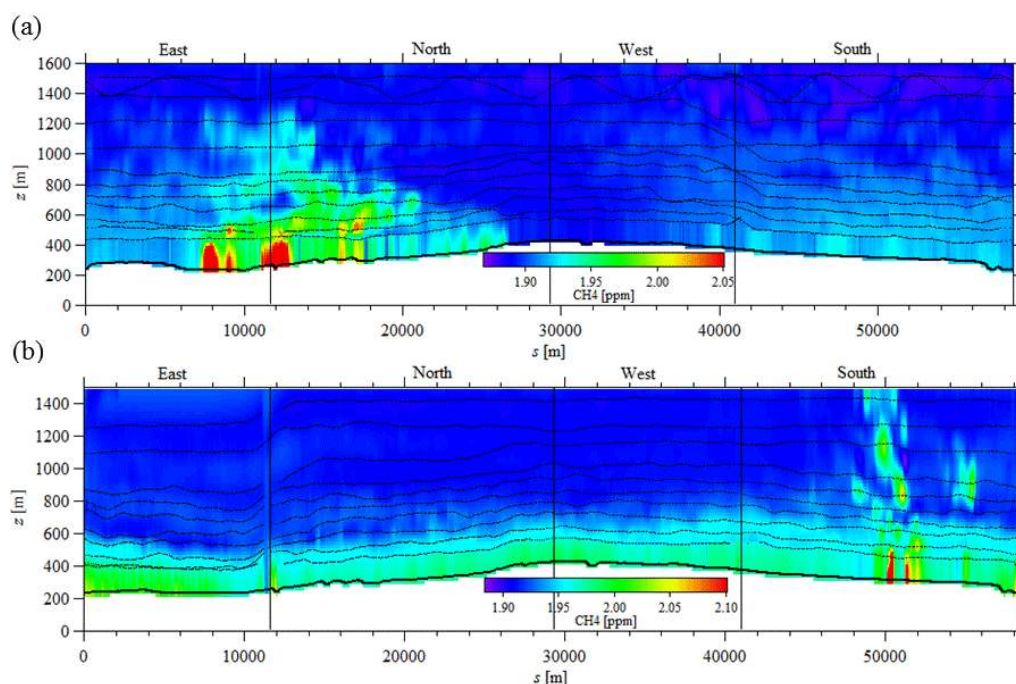 (a)
East North West South
1600
1400
1200
1000
800
600
400
200
0
z [m]
1.90 1.95 2.00 2.05
CH4 [ppm]
0 10000 20000 30000 40000 50000
s [m]
(b)
East North West South
1400
1200
1000
800
600
400
200
0
z [m]
1.90 1.95 2.00 2.05 2.10
CH4 [ppm]
0 10000 20000 30000 40000 50000
s [m]